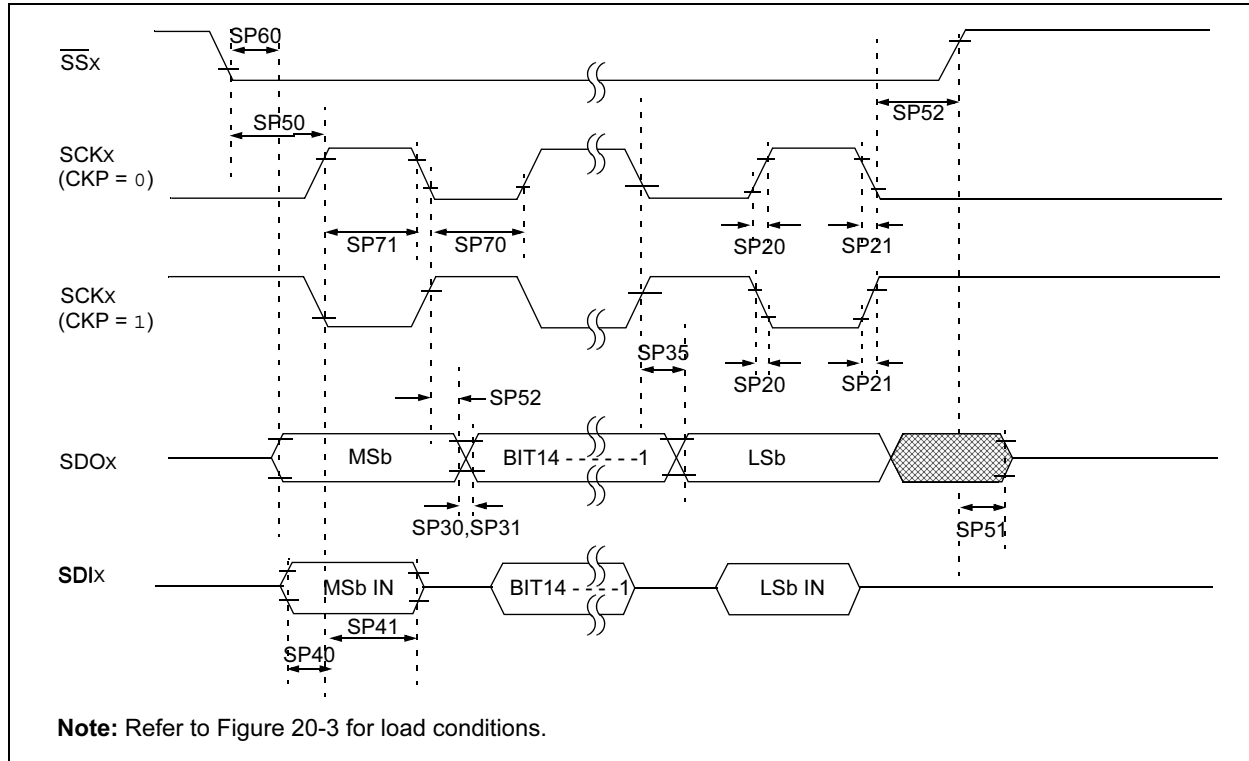 SP60
SSx
SP52
SP50
SCKx
(CKP = 0)
SP71
SP70
SP20
SP21
SCKx
(CKP = 1)
SP35
SP20
SP21
SP52
SDOx
MSb
BIT14 - - - - - -1
LSb
SP30,SP31
SP51
SDIx
MSb IN
BIT14 - - - - -1
LSb IN
SP41
SP40
Note: Refer to Figure 20-3 for load conditions.